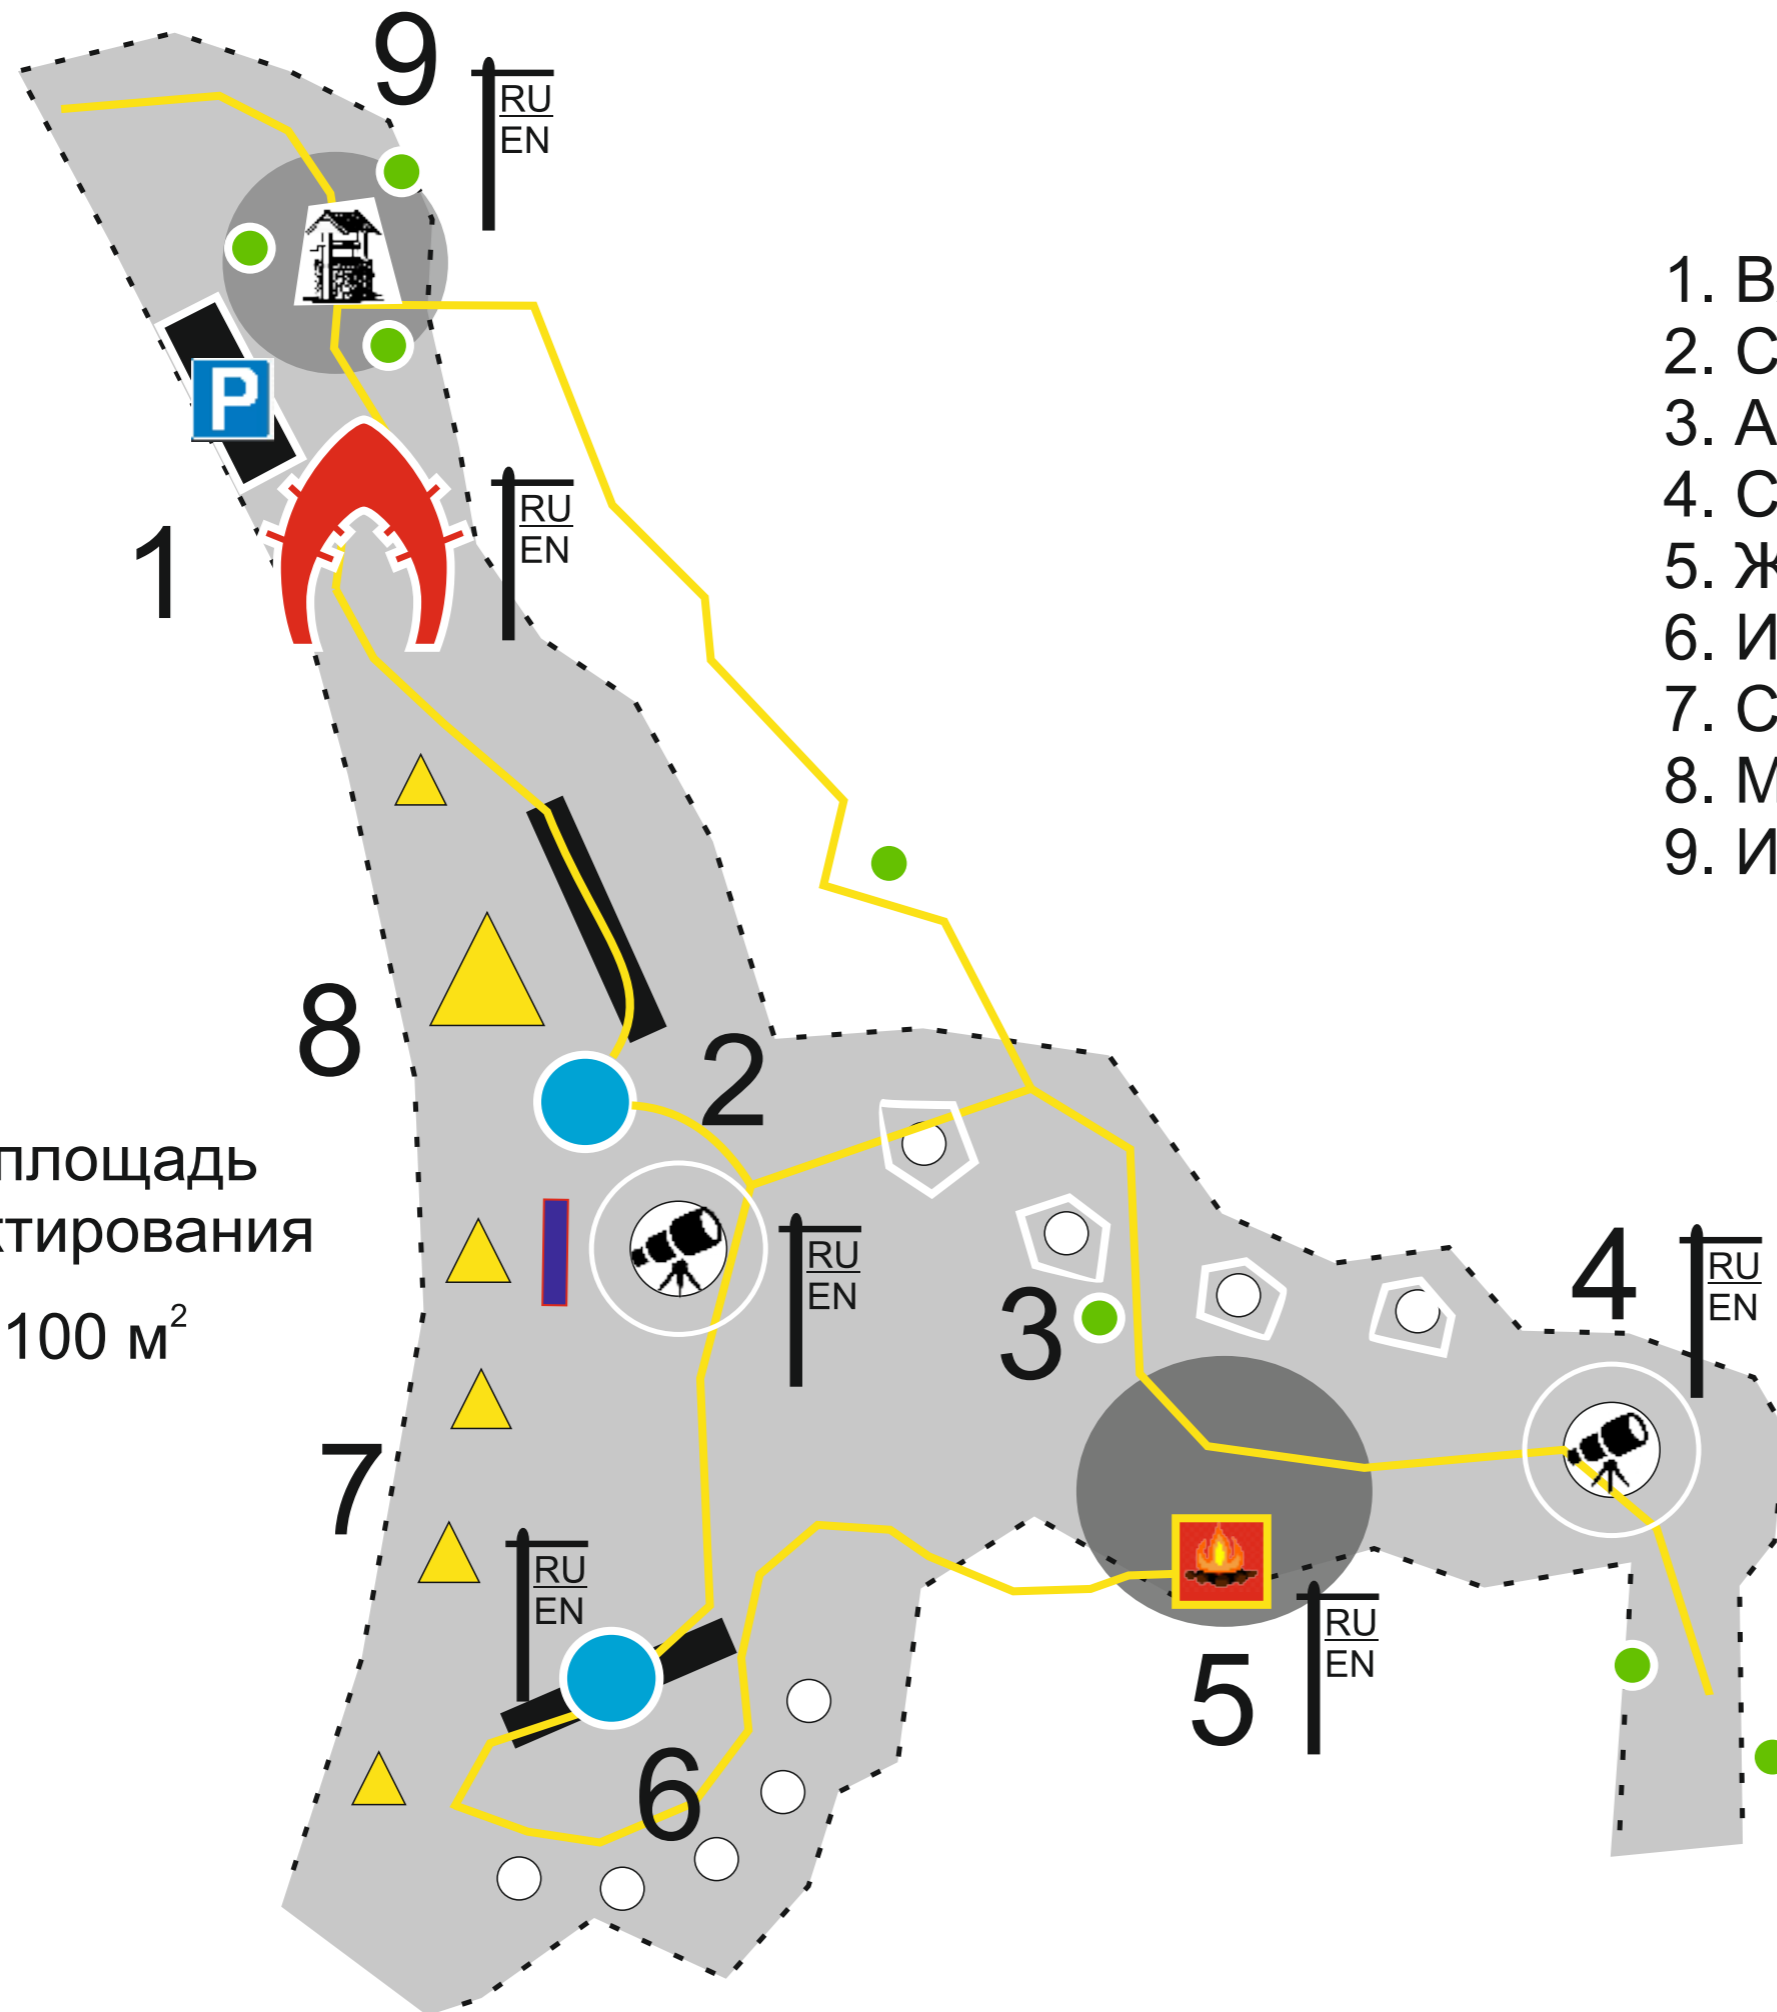 9
RU
EN
P
1
RU
EN
1. В
2. С
3. А
4. С
5. Ж
6. И
7. С
8. М
9. И
8
2
площадь
ктирования
100 м²
RU
EN
3
4
RU
EN
7
RU
EN
5
RU
EN
6